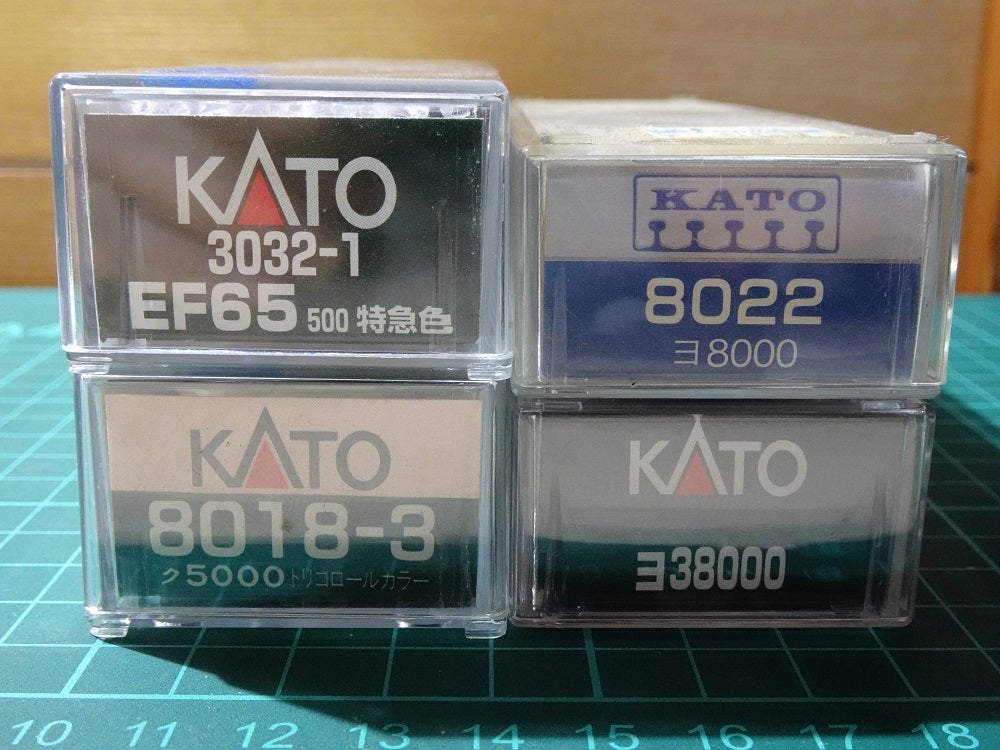 KATO
3032-1
EF65 500 特急色
KATO
8022
ヨ8000
KATO
8018-3
ク5000トリコロールカラー
KATO
ヨ38000
10 11 12 13 14 15 16 17 18